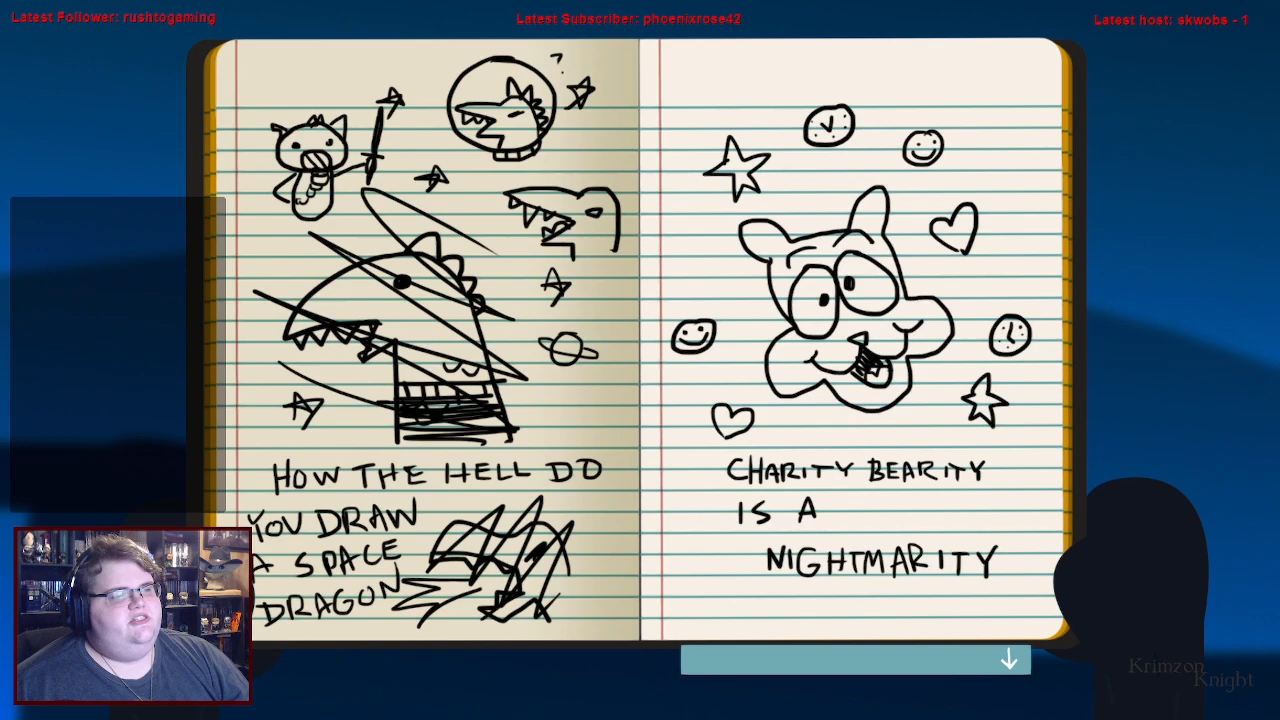 Latest Follower: rushtogaming
Latest Subscriber: phoenixrose42
Latest host: skwobs - 1
HOW THE HELL DO
YOU DRAW
A SPACE
DRAGON
CHARITY BEARITY
IS A
NIGHTMARITY
Krimzon
Knight